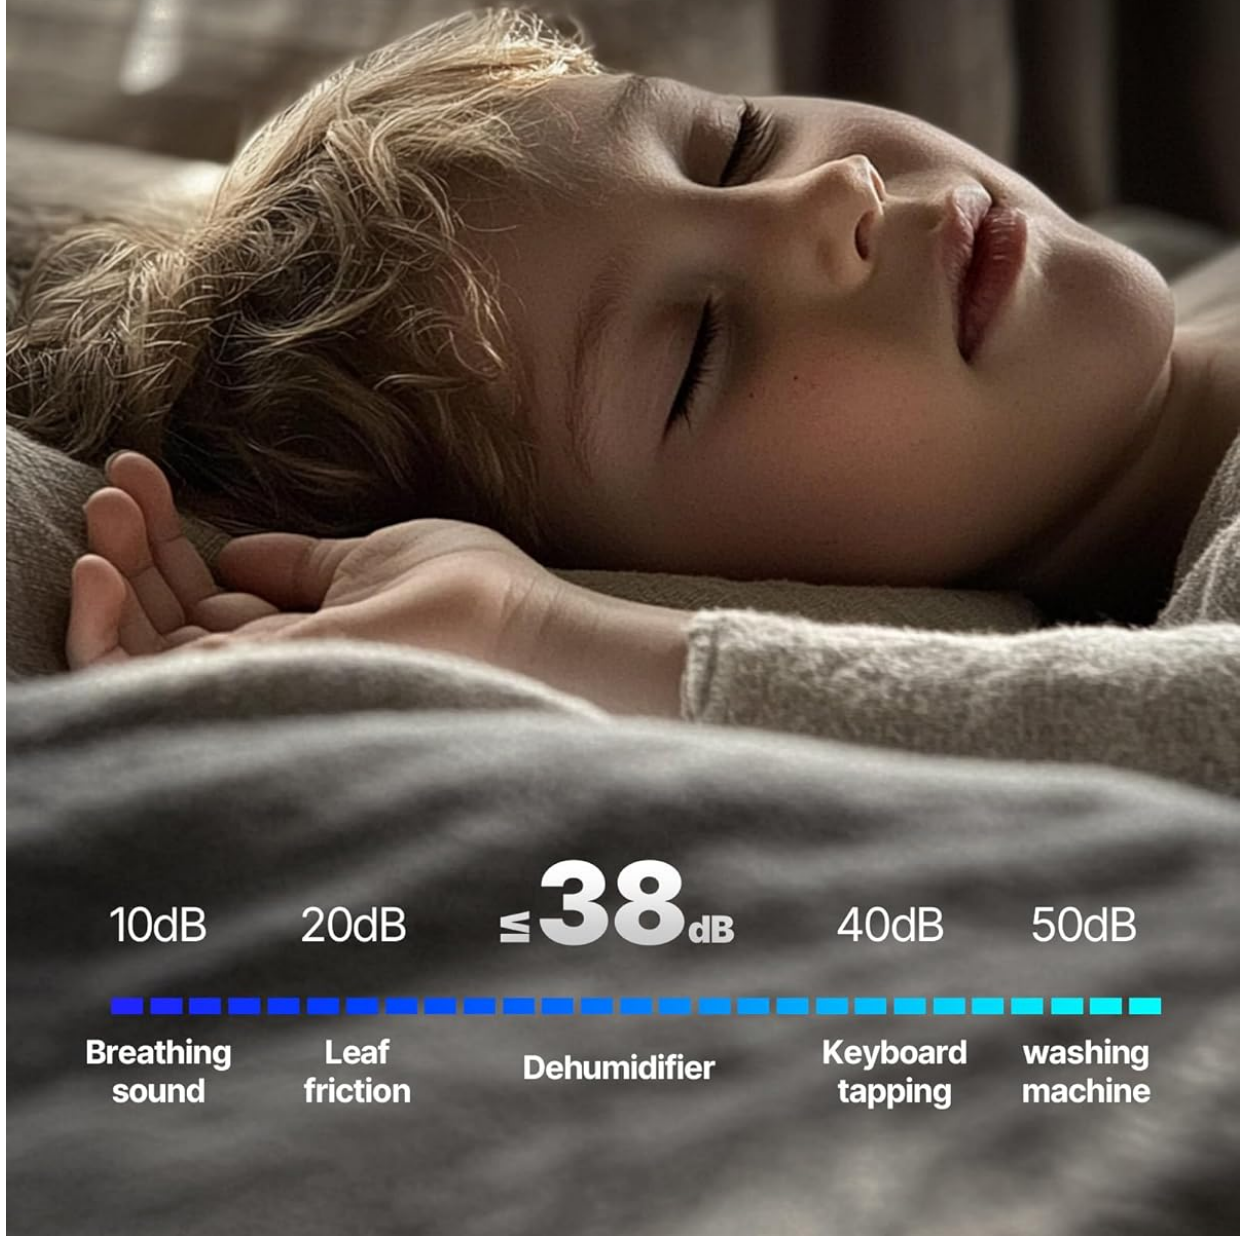 10dB
20dB
≤38dB
40dB
50dB
Breathing
sound
Leaf
friction
Dehumidifier
Keyboard
tapping
washing
machine